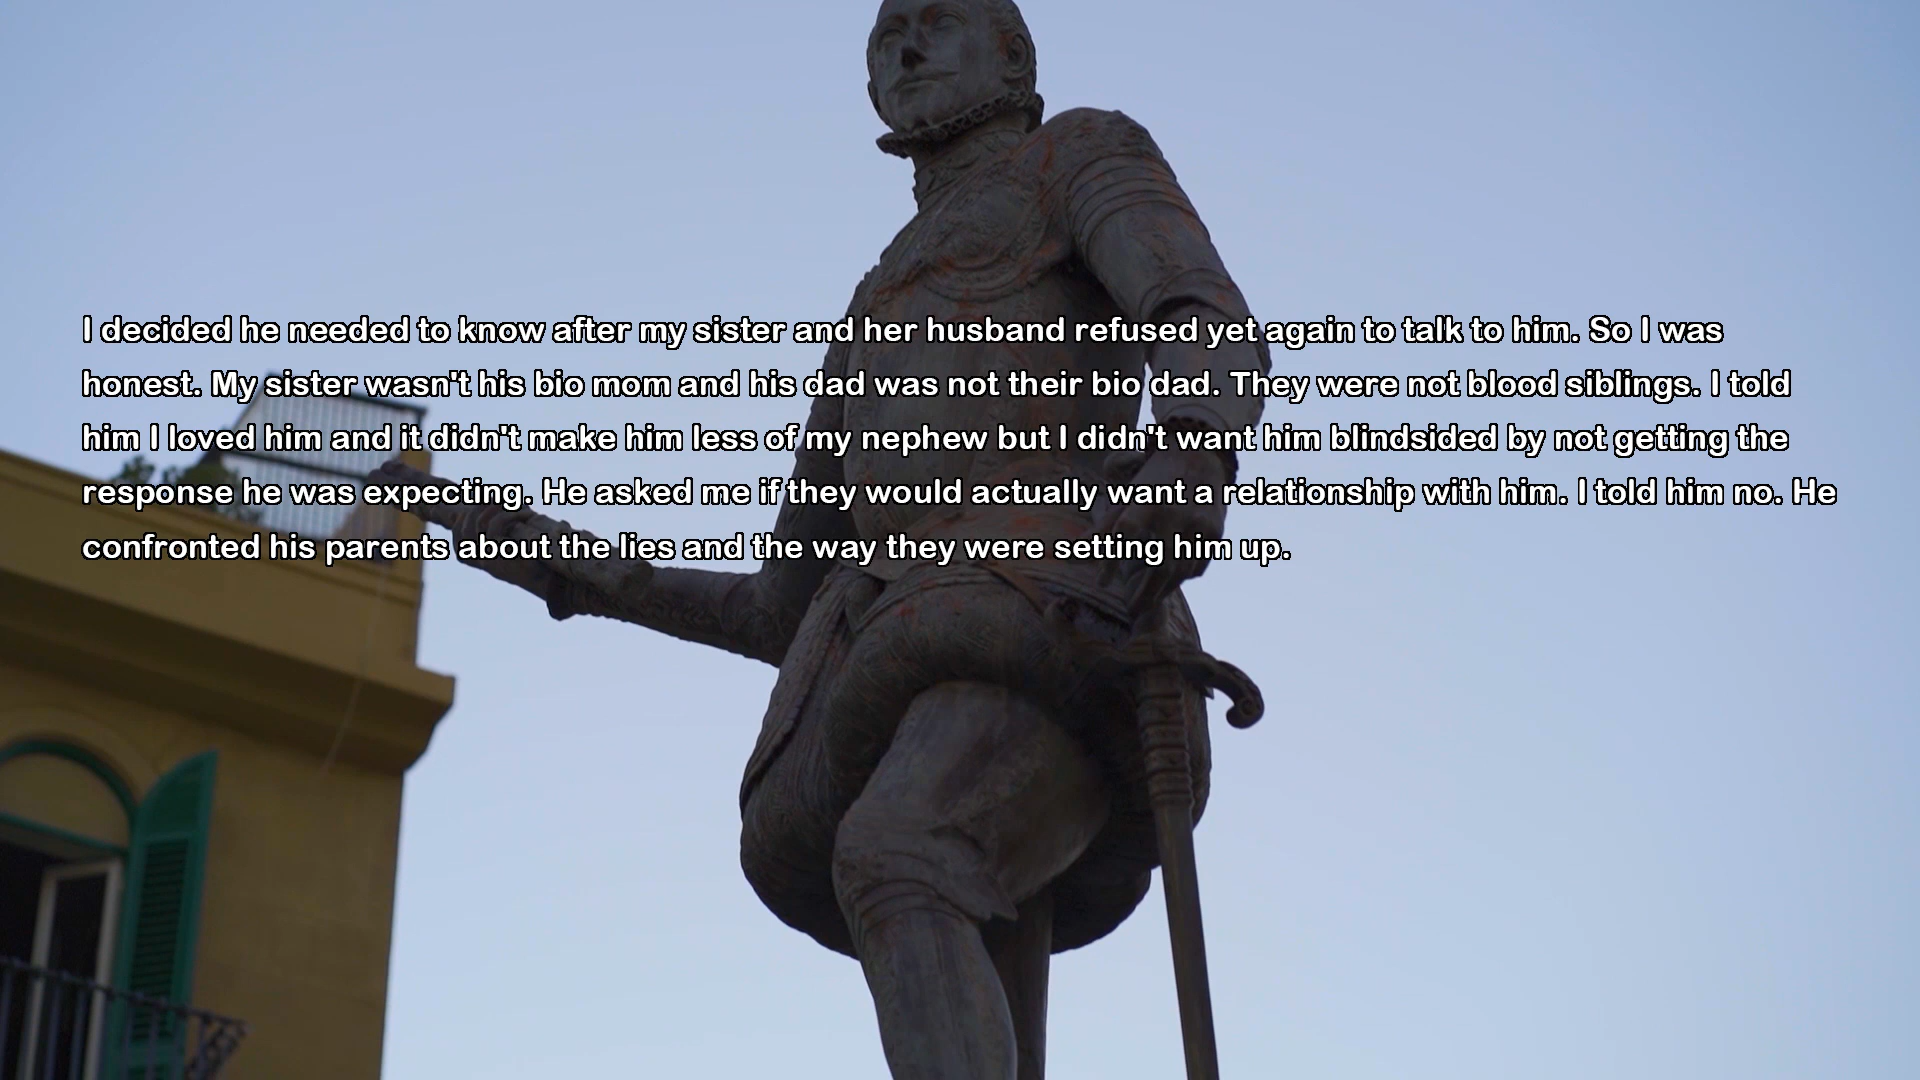 I decided he needed to know after my sister and her husband refused yet again to talk to him. So I was
honest. My sister wasn't his bio mom and his dad was not their bio dad. They were not blood siblings. I told
him I loved him and it didn't make him less of my nephew but I didn't want him blindsided by not getting the
response he was expecting. He asked me if they would actually want a relationship with him. I told him no. He
confronted his parents about the lies and the way they were setting him up.